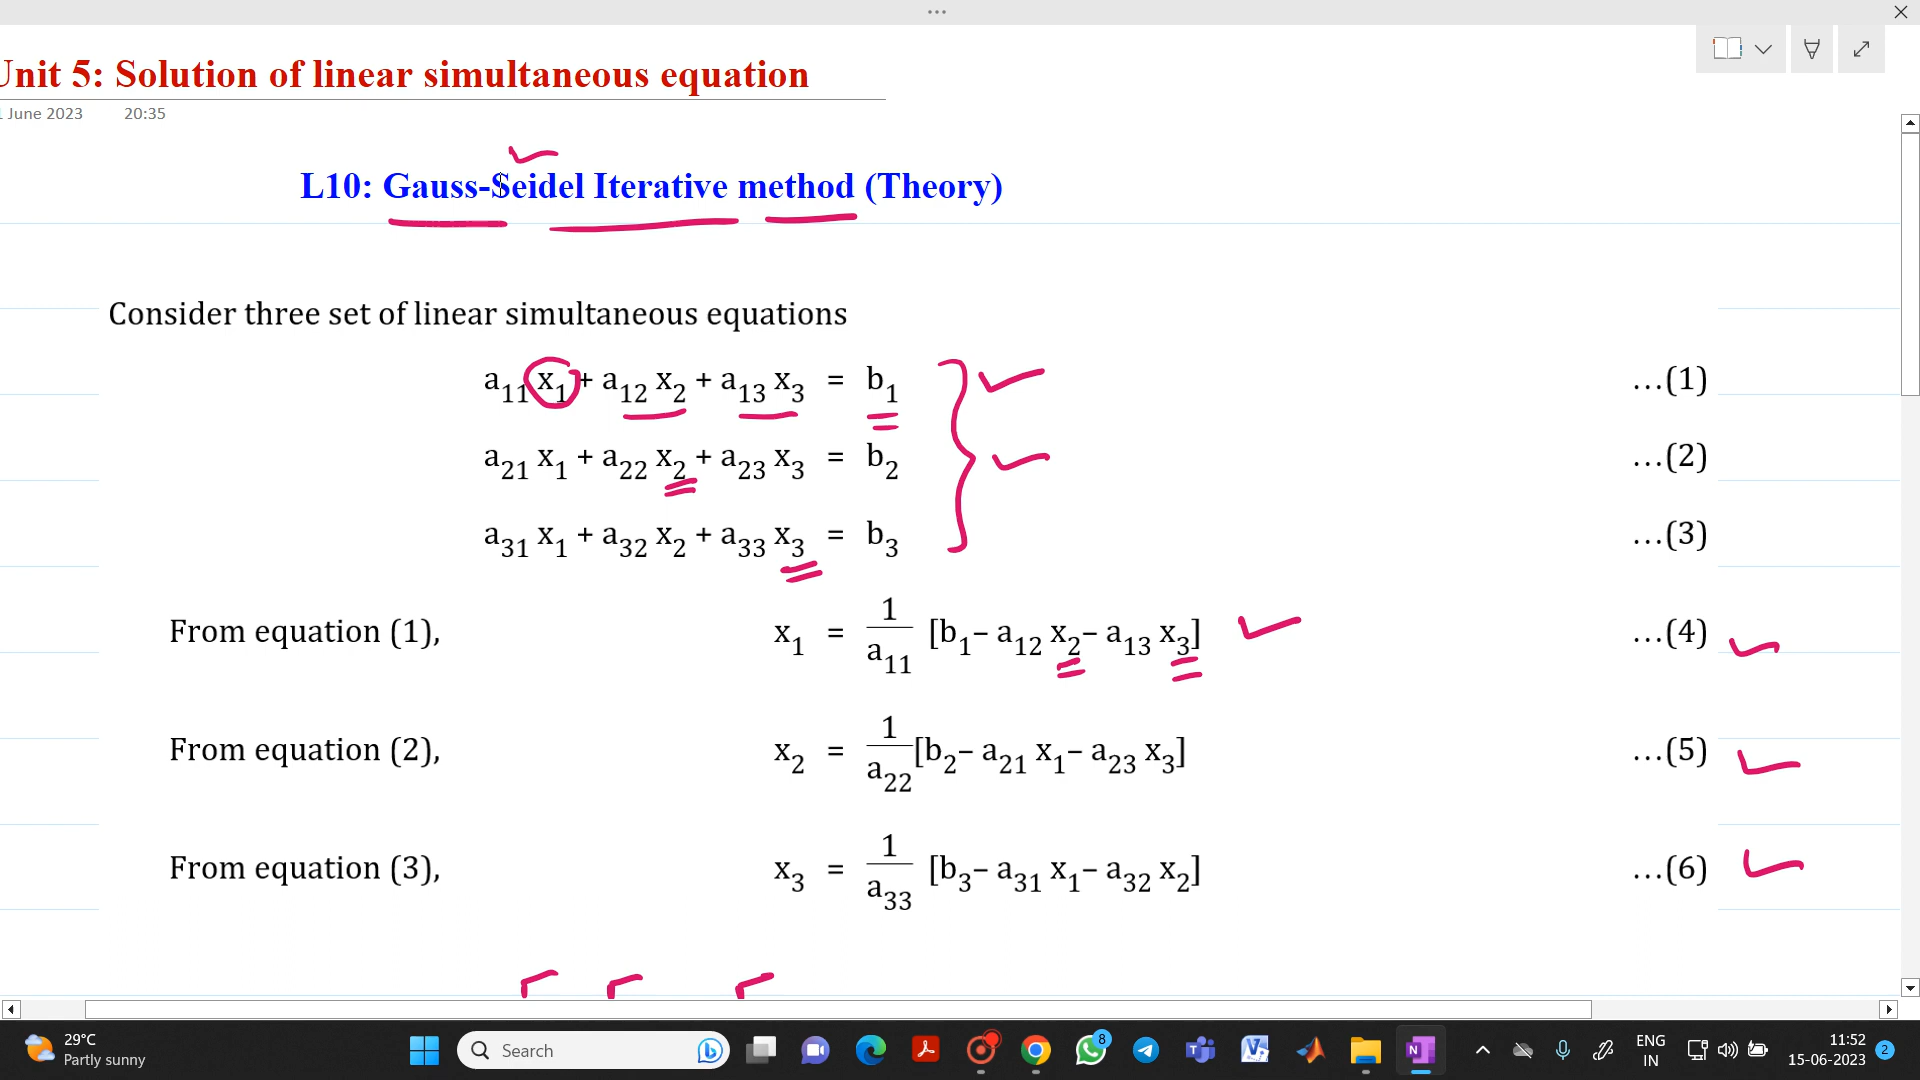 Unit 5: Solution of linear simultaneous equation
1 June 2023 20:35
L10: Gauss-Seidel Iterative method (Theory)
Consider three set of linear simultaneous equations
a₁₁ x₁ + a₁₂ x₂ + a₁₃ x₃ = b₁ …(1)
a₂₁ x₁ + a₂₂ x₂ + a₂₃ x₃ = b₂ …(2)
a₃₁ x₁ + a₃₂ x₂ + a₃₃ x₃ = b₃ …(3)
From equation (1), x₁ = 1/a₁₁ [b₁– a₁₂ x₂– a₁₃ x₃] …(4)
From equation (2), x₂ = 1/a₂₂ [b₂– a₂₁ x₁– a₂₃ x₃] …(5)
From equation (3), x₃ = 1/a₃₃ [b₃– a₃₁ x₁– a₃₂ x₂] …(6)
29°C
Partly sunny
Search
8
ENG
IN
11:52
15-06-2023
2